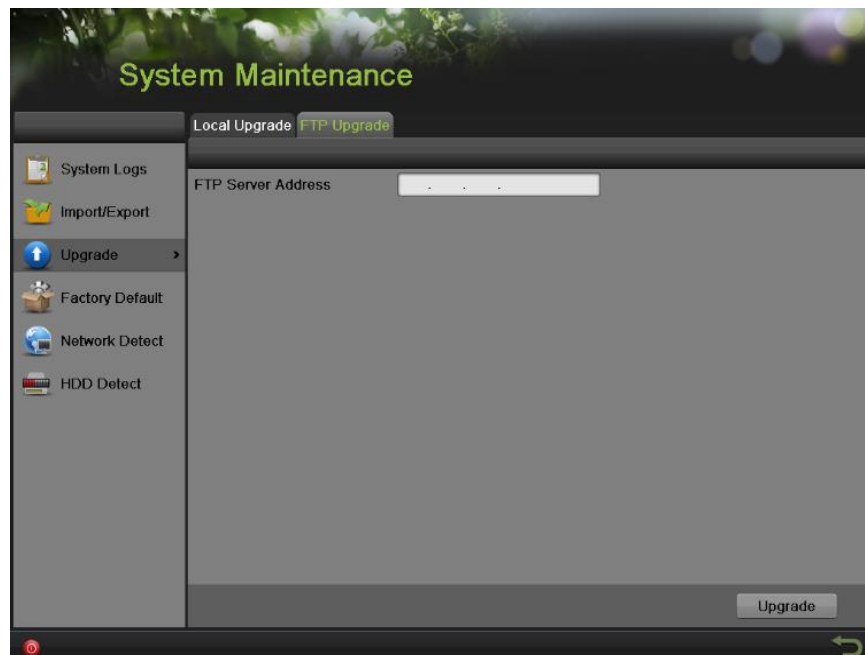 System Maintenance
Local Upgrade FTP Upgrade
System Logs
FTP Server Address . . .
Import/Export
Upgrade >
Factory Default
Network Detect
HDD Detect
Upgrade